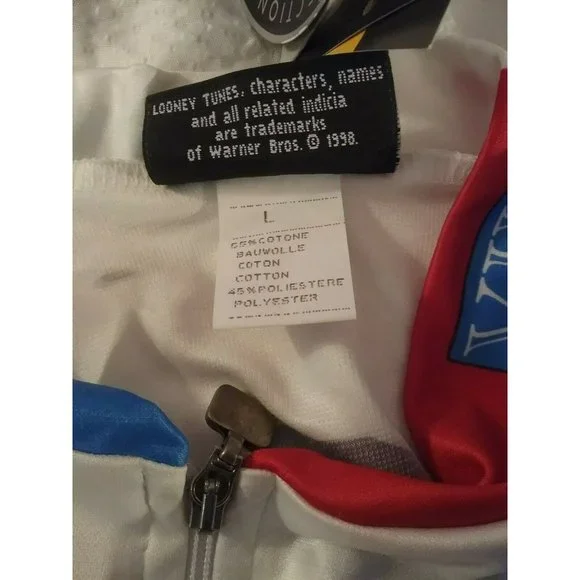 CTION
LOONEY TUNES, characters, names
and all related indicia
are trademarks
of Warner Bros. © 1998.
L
55%COTONE
BAUWOLLE
COTON
COTTON
45%POLIESTERE
POLYESTER